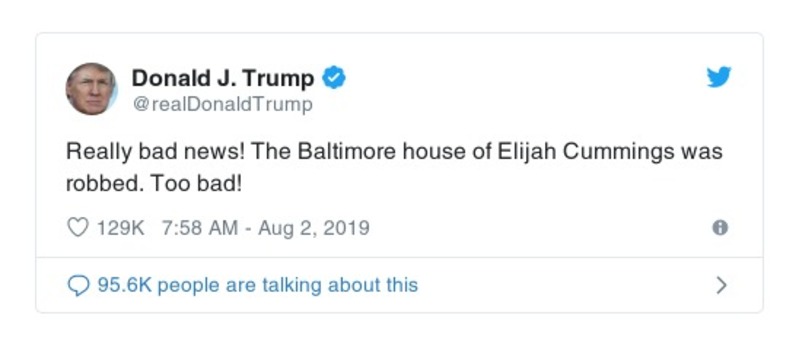 Donald J. Trump
@realDonaldTrump
Really bad news! The Baltimore house of Elijah Cummings was
robbed. Too bad!
129K 7:58 AM - Aug 2, 2019
95.6K people are talking about this